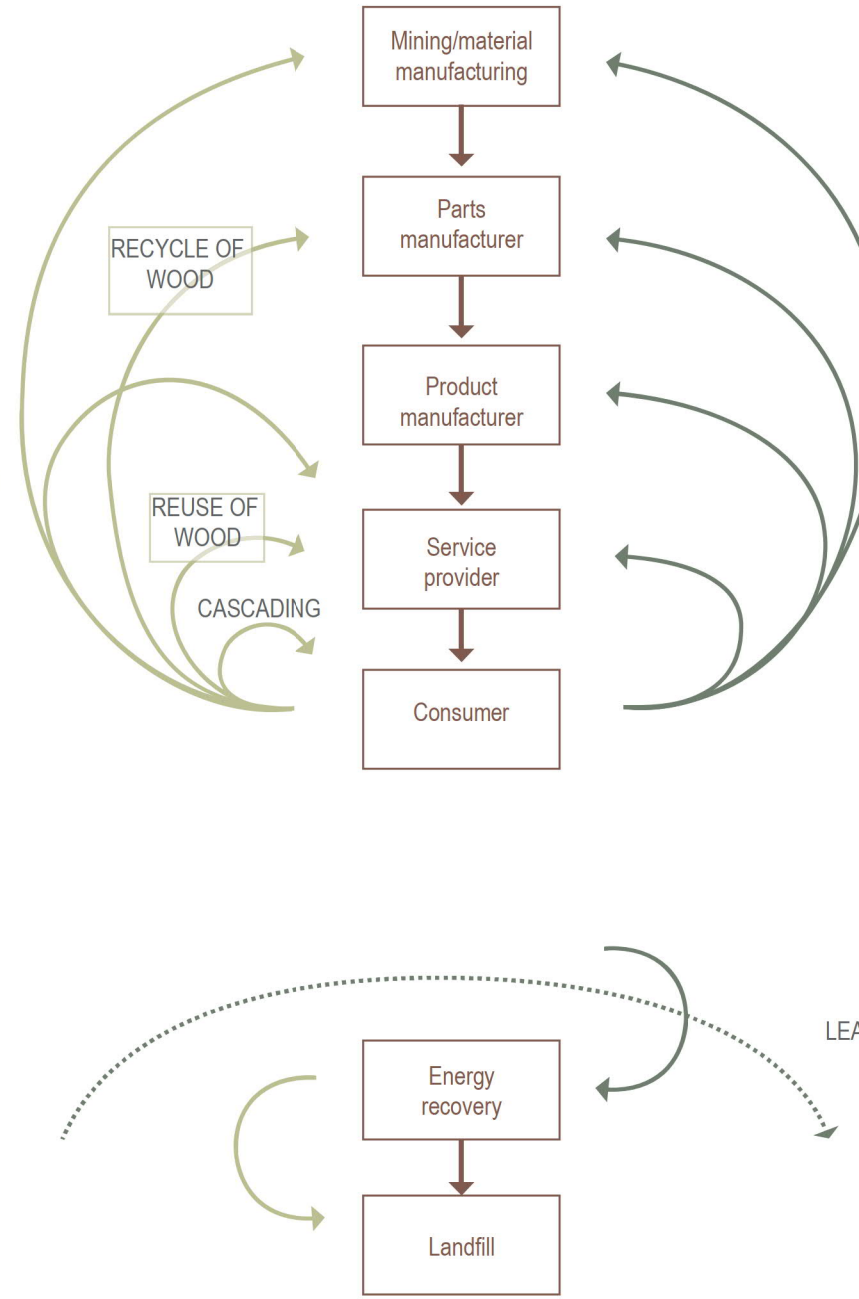 Mining/material
manufacturing
Parts
manufacturer
RECYCLE OF
WOOD
Product
manufacturer
REUSE OF
WOOD
Service
provider
CASCADING
Consumer
LEA
Energy
recovery
Landfill